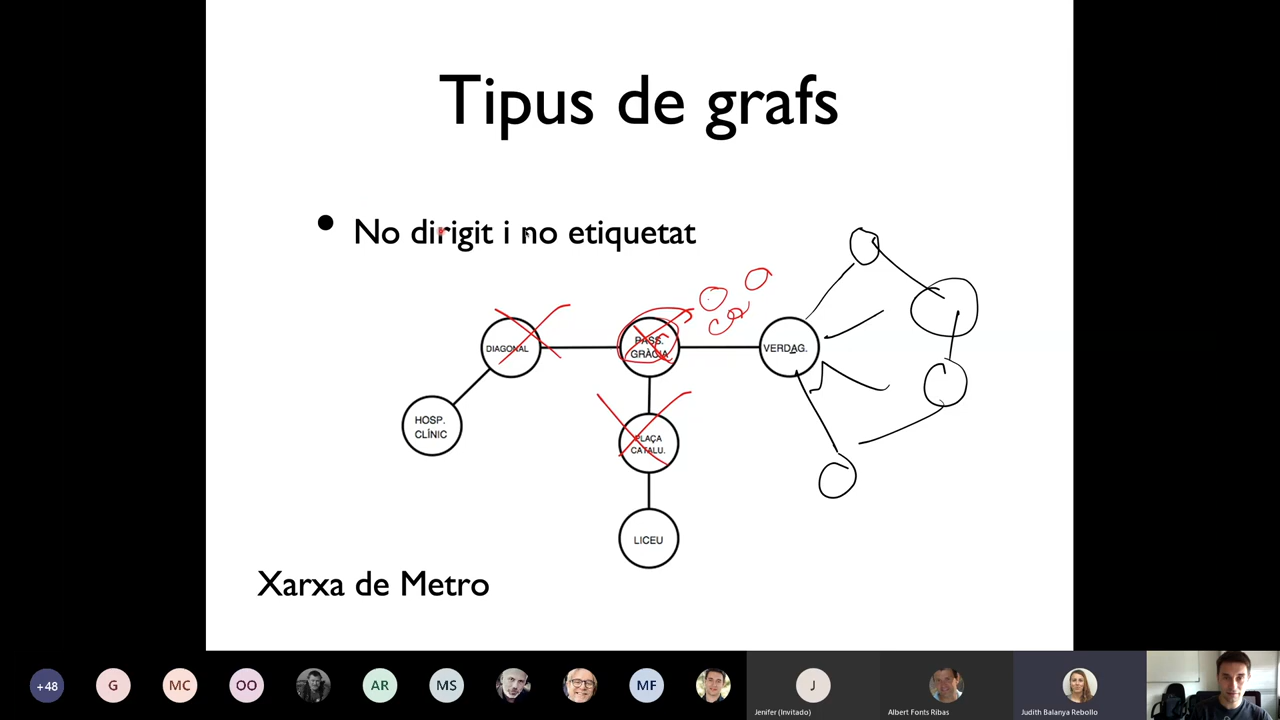 Tipus de grafs
• No dirigit i no etiquetat
DIAGONAL
PASS.
GRÀCIA
VERDAG.
HOSP.
CLÍNIC
PLAÇA
CATALU.
LICEU
Xarxa de Metro
+48
G
MC
OO
AR
MS
MF
J
Jenifer (Invitado)
Albert Fonts Ribas
Judith Balanya Rebollo